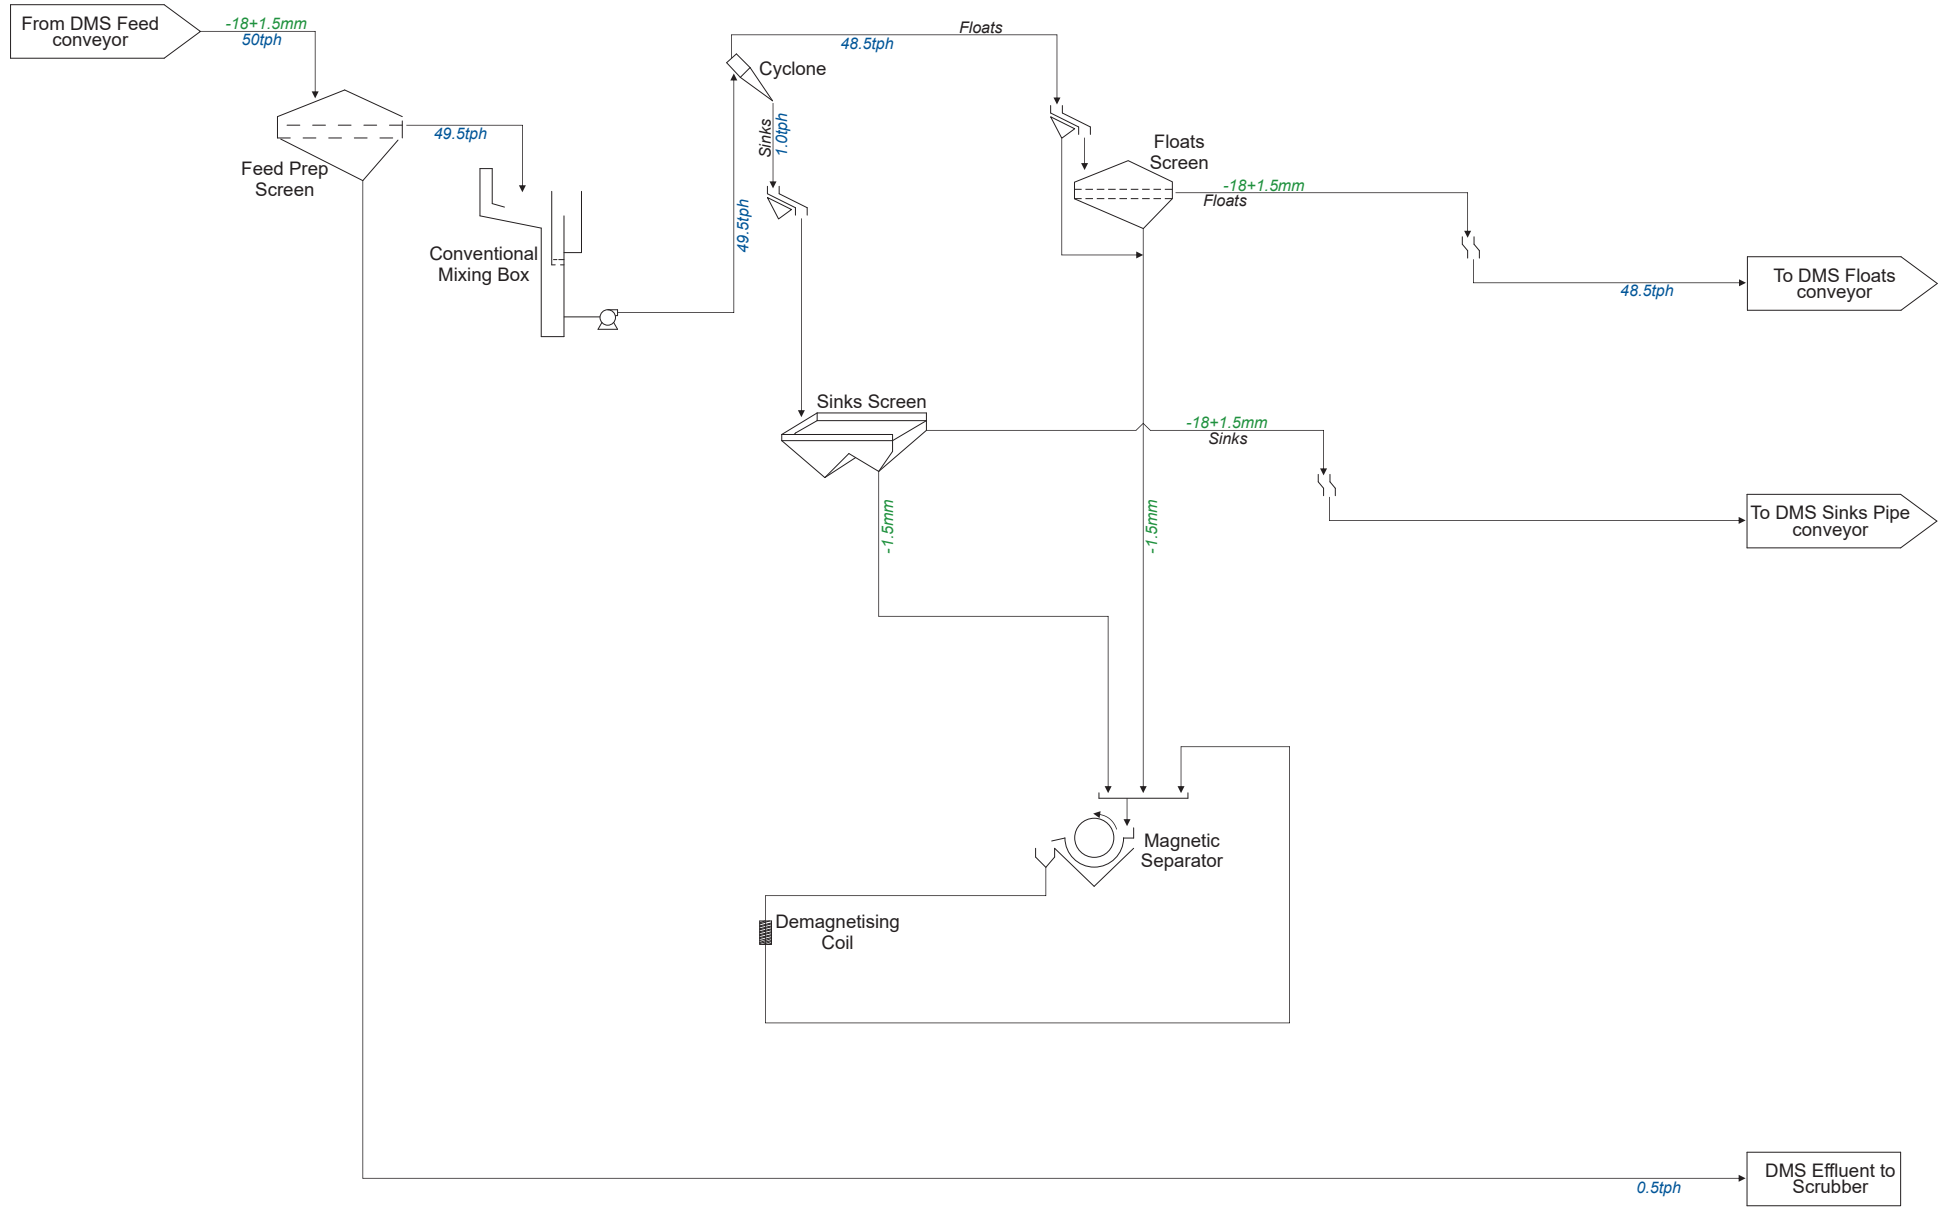 From DMS Feed
conveyor
-18+1.5mm
50tph
Feed Prep
Screen
49.5tph
Conventional
Mixing Box
49.5tph
Cyclone
Sinks
1.0tph
48.5tph
Floats
Floats
Screen
-18+1.5mm
Floats
48.5tph
To DMS Floats
conveyor
Sinks Screen
-18+1.5mm
Sinks
To DMS Sinks Pipe
conveyor
-1.5mm
-1.5mm
Magnetic
Separator
Demagnetising
Coil
0.5tph
DMS Effluent to
Scrubber